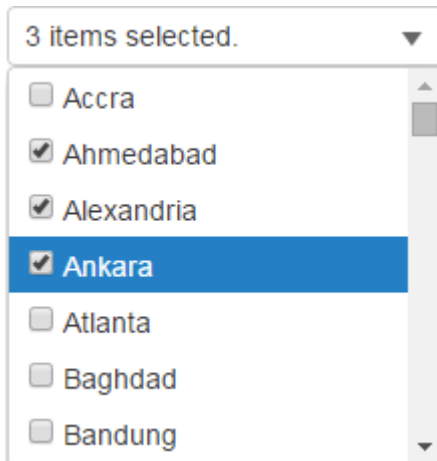 3 items selected.
Accra
Ahmedabad
Alexandria
Ankara
Atlanta
Baghdad
Bandung